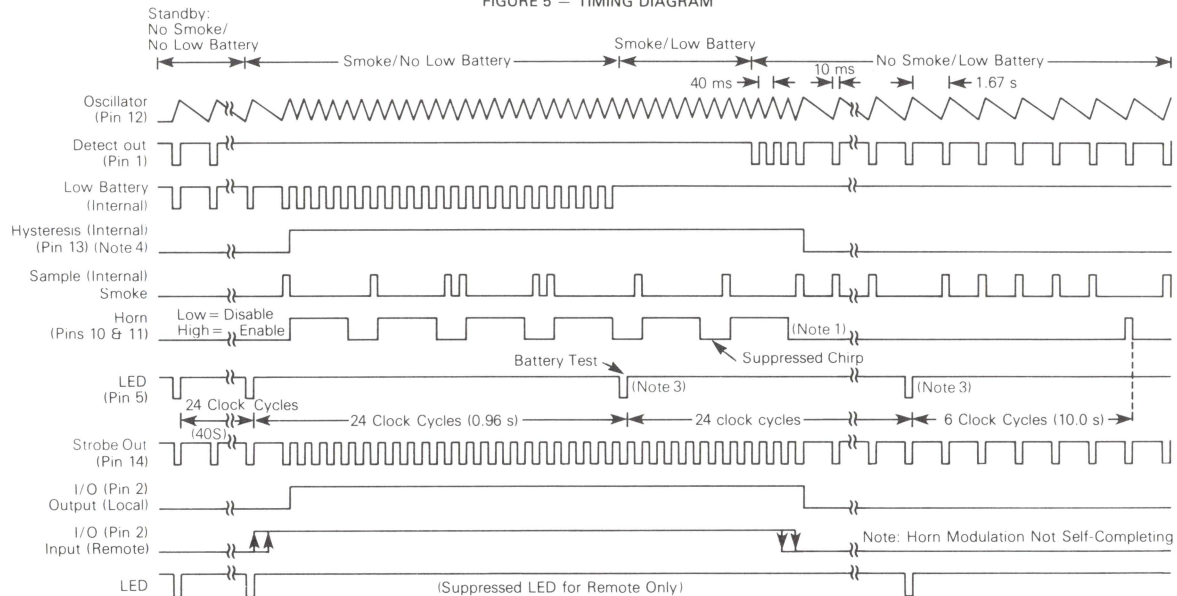 FIGURE 5 — TIMING DIAGRAM
Standby:
No Smoke/
No Low Battery
Smoke/No Low Battery
Smoke/Low Battery
No Smoke/Low Battery
40 ms
10 ms
1.67 s
Oscillator
(Pin 12)
Detect out
(Pin 1)
Low Battery
(Internal)
Hysteresis (Internal)
(Pin 13) (Note 4)
Sample (Internal)
Smoke
Horn
(Pins 10 & 11)
Low = Disable
High = Enable
(Note 1)
Suppressed Chirp
Battery Test
LED
(Pin 5)
(Note 3)
(Note 3)
24 Clock Cycles
(40S)
24 Clock Cycles (0.96 s)
24 clock cycles
6 Clock Cycles (10.0 s)
Strobe Out
(Pin 14)
I/O (Pin 2)
Output (Local)
I/O (Pin 2)
Input (Remote)
Note: Horn Modulation Not Self-Completing
LED
(Suppressed LED for Remote Only)